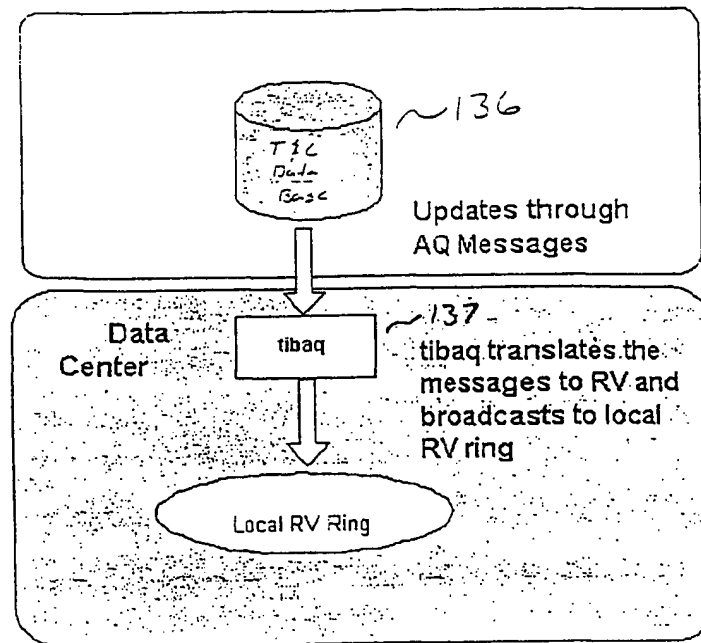 136
T&C
Data
Base
Updates through
AQ Messages
Data
Center
tibaq
137
tibaq translates the
messages to RV and
broadcasts to local
RV ring
Local RV Ring